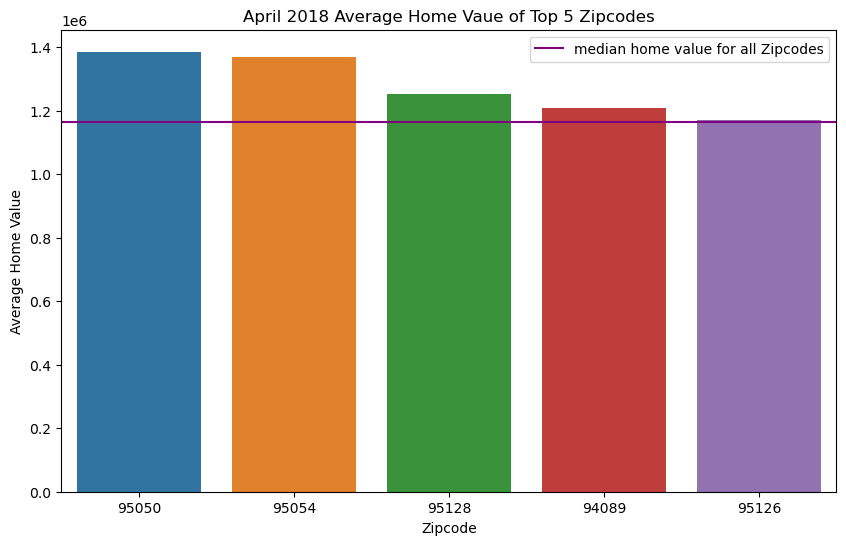 April 2018 Average Home Vaue of Top 5 Zipcodes
1e6
median home value for all Zipcodes
1.4
1.2
1.0
0.8
0.6
0.4
0.2
0.0
Average Home Value
95050 95054 95128 94089 95126
Zipcode